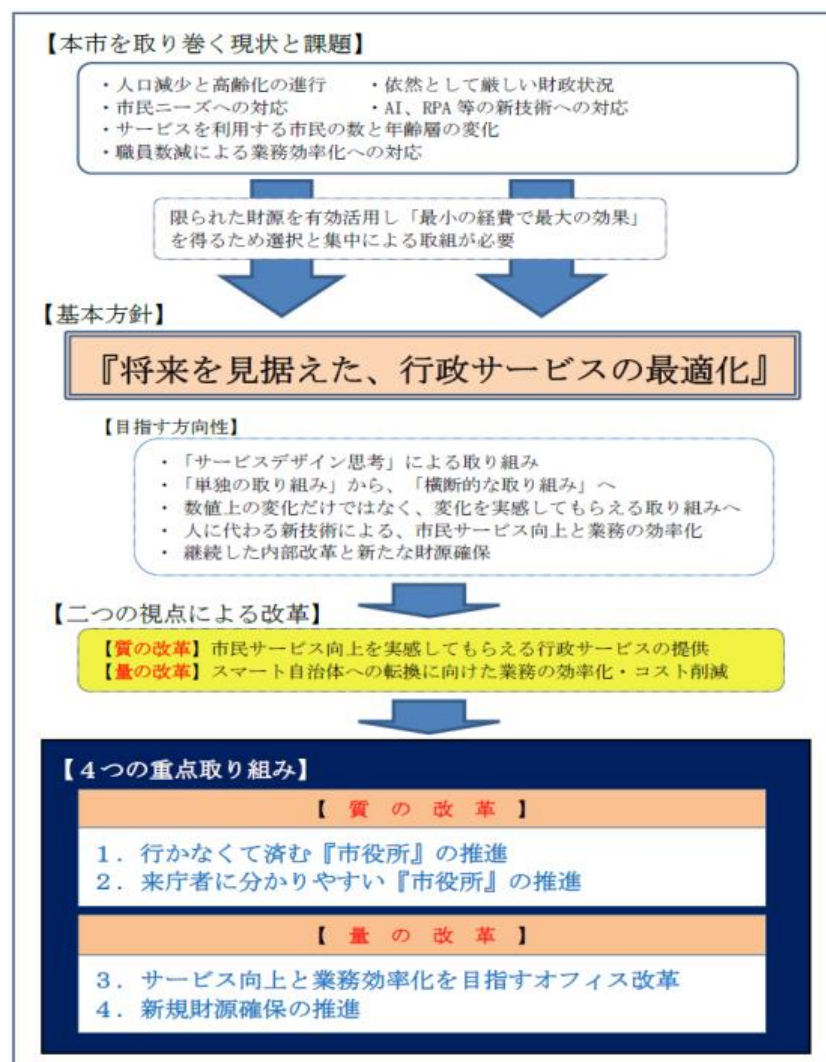 【本市を取り巻く現状と課題】
・人口減少と高齢化の進行　・依然として厳しい財政状況
・市民ニーズへの対応　・AI、RPA 等の新技術への対応
・サービスを利用する市民の数と年齢層の変化
・職員数減による業務効率化への対応
限られた財源を有効活用し「最小の経費で最大の効果」
を得るため選択と集中による取組が必要
【基本方針】
『将来を見据えた、行政サービスの最適化』
【目指す方向性】
・「サービスデザイン思考」による取り組み
・「単独の取り組み」から、「横断的な取り組み」へ
・ 数値上の変化だけではなく、変化を実感してもらえる取り組みへ
・ 人に代わる新技術による、市民サービス向上と業務の効率化
・ 継続した内部改革と新たな財源確保
【二つの視点による改革】
【質の改革】市民サービス向上を実感してもらえる行政サービスの提供
【量の改革】スマート自治体への転換に向けた業務の効率化・コスト削減
【４つの重点取り組み】
【 質 の 改 革 】
１．行かなくて済む『市役所』の推進
２．来庁者に分かりやすい『市役所』の推進
【 量 の 改 革 】
３．サービス向上と業務効率化を目指すオフィス改革
４．新規財源確保の推進